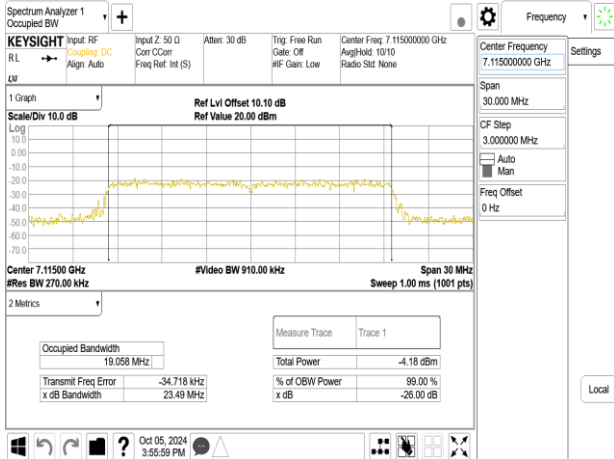 Spectrum Analyzer 1
Occupied BW
Frequency
KEYSIGHT
RL
LXI
Input: RF
Coupling: DC
Align: Auto
Input Z: 50 Ω
Corr CCorr
Freq Ref: Int (S)
Atten: 30 dB
Trig: Free Run
Gate: Off
#IF Gain: Low
Center Freq: 7.115000000 GHz
Avg|Hold: 10/10
Radio Std: None
Center Frequency
7.115000000 GHz
Settings
Span
30.000 MHz
CF Step
3.000000 MHz
Auto
Man
Freq Offset
0 Hz
Local
1 Graph
Scale/Div 10.0 dB
Ref Lvl Offset 10.10 dB
Ref Value 20.00 dBm
Log
10.0
0.00
-10.0
-20.0
-30.0
-40.0
-50.0
-60.0
-70.0
Center 7.11500 GHz
#Video BW 910.00 kHz
Span 30 MHz
#Res BW 270.00 kHz
Sweep 1.00 ms (1001 pts)
2 Metrics
Measure Trace Trace 1
Occupied Bandwidth
19.058 MHz
Total Power -4.18 dBm
Transmit Freq Error -34.718 kHz
% of OBW Power 99.00 %
x dB Bandwidth 23.49 MHz
x dB -26.00 dB
?
Oct 05, 2024
3:55:59 PM